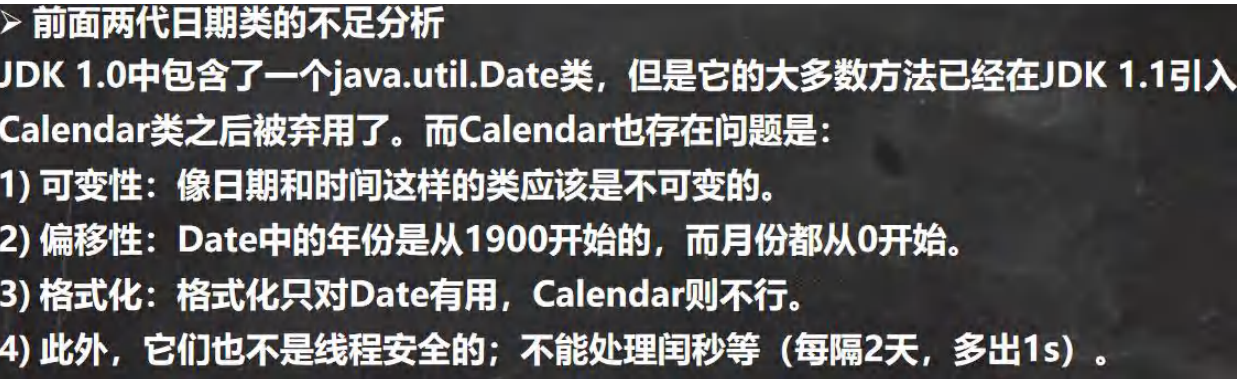 ➢ 前面两代日期类的不足分析
JDK 1.0中包含了一个java.util.Date类，但是它的大多数方法已经在JDK 1.1引入
Calendar类之后被弃用了。而Calendar也存在问题是：
1) 可变性：像日期和时间这样的类应该是不可变的。
2) 偏移性：Date中的年份是从1900开始的，而月份都从0开始。
3) 格式化：格式化只对Date有用，Calendar则不行。
4) 此外，它们也不是线程安全的；不能处理闰秒等（每隔2天，多出1s）。